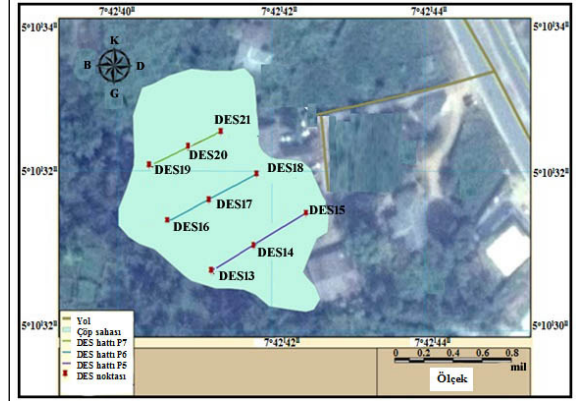 7°42'40 7°42'42 7°42'44
5°10'34' 5°10'34'
K
B D
G
DES21
DES20
DES19
DES18
5°10'32 5°10'32
DES17
DES16
DES15
DES14
DES13
Yol
Çöp sahası
DES hattı P7
DES hattı P6
DES hattı P5
DES noktası
5°10'32 5°10'30
7°42'42 7°42'44
0 0.2 0.4 0.6 0.8
mil
Ölçek